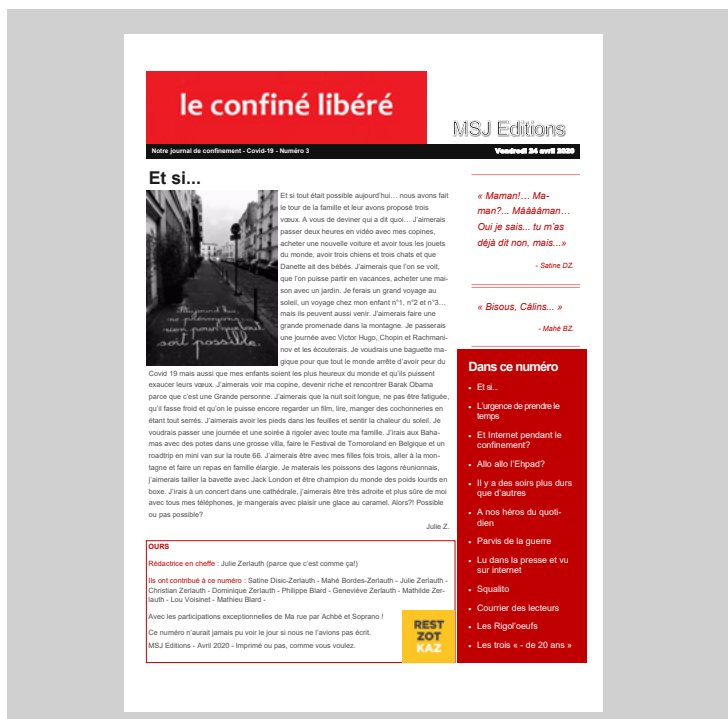 le confiné libéré
MSJ Editions
Notre journal de confinement - Covid-19 - Numéro 3
Vendredi 24 avril 2020
Et si...
Aujourd'hui,
ne présageons
rien pour que tout
soit possible.
Et si tout était possible aujourd'hui… nous avons fait
le tour de la famille et leur avons proposé trois
vœux. A vous de deviner qui a dit quoi… J'aimerais
passer deux heures en vidéo avec mes copines,
acheter une nouvelle voiture et avoir tous les jouets
du monde, avoir trois chiens et trois chats et que
Danette ait des bébés. J'aimerais que l'on se voit,
que l'on puisse partir en vacances, acheter une mai-
son avec un jardin. Je ferais un grand voyage au
soleil, un voyage chez mon enfant n°1, n°2 et n°3…
mais ils peuvent aussi venir. J'aimerais faire une
grande promenade dans la montagne. Je passerais
une journée avec Victor Hugo, Chopin et Rachmani-
nov et les écouterais. Je voudrais une baguette ma-
gique pour que tout le monde arrête d'avoir peur du
Covid 19 mais aussi que mes enfants soient les plus heureux du monde et qu'ils puissent
exaucer leurs vœux. J'aimerais voir ma copine, devenir riche et rencontrer Barak Obama
parce que c'est une Grande personne. J'aimerais que la nuit soit longue, ne pas être fatiguée,
qu'il fasse froid et qu'on le puisse encore regarder un film, lire, manger des cochonneries en
étant tout serrés. J'aimerais avoir les pieds dans les feuilles et sentir la chaleur du soleil. Je
voudrais passer une journée et une soirée à rigoler avec toute ma famille. J'irais aux Baha-
mas avec des potes dans une grosse villa, faire le Festival de Tomoroland en Belgique et un
roadtrip en mini van sur la route 66. J'aimerais être avec mes filles fois trois, aller à la mon-
tagne et faire un repas en famille élargie. Je materais les poissons des lagons réunionnais,
j'aimerais tailler la bavette avec Jack London et être champion du monde des poids lourds en
boxe. J'irais à un concert dans une cathédrale, j'aimerais être très adroite et plus sûre de moi
avec tous mes téléphones, je mangerais avec plaisir une glace au caramel. Alors?! Possible
ou pas possible?
Julie Z.
« Maman!… Ma-
man?... Mââââman…
Oui je sais... tu m'as
déjà dit non, mais...»
- Satine DZ.
« Bisous, Câlins... »
- Mahé BZ.
Dans ce numéro
• Et si...
• L'urgence de prendre le
temps
• Et Internet pendant le
confinement?
• Allo allo l'Ehpad?
• Il y a des soirs plus durs
que d'autres
• A nos héros du quoti-
dien
• Parvis de la guerre
• Lu dans la presse et vu
sur internet
• Squalito
• Courrier des lecteurs
• Les Rigol'oeufs
• Les trois « - de 20 ans »
OURS
Rédactrice en cheffe : Julie Zerlauth (parce que c'est comme ça!)
Ils ont contribué à ce numéro : Satine Disic-Zerlauth - Mahé Bordes-Zerlauth - Julie Zerlauth -
Christian Zerlauth - Dominique Zerlauth - Philippe Blard - Geneviève Zerlauth - Mathilde Zer-
lauth - Lou Voisinet - Mathieu Blard -
Avec les participations exceptionnelles de Ma rue par Achbé et Soprano !
Ce numéro n'aurait jamais pu voir le jour si nous ne l'avions pas écrit.
MSJ Editions - Avril 2020 - Imprimé ou pas, comme vous voulez.
REST
ZOT
KAZ